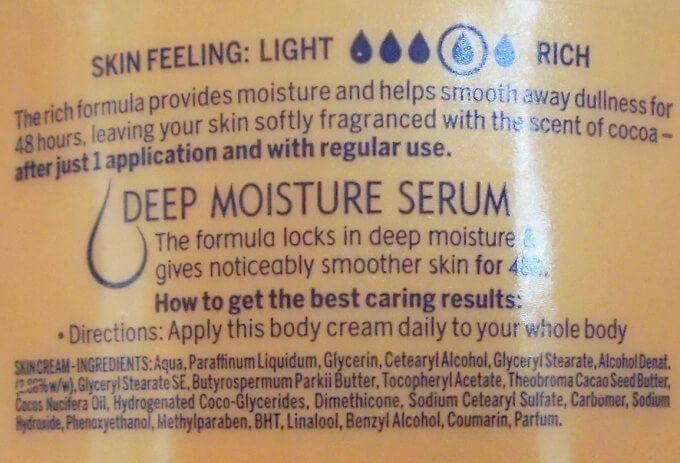 SKIN FEELING: LIGHT RICH
The rich formula provides moisture and helps smooth away dullness for
48 hours, leaving your skin softly fragranced with the scent of cocoa –
after just 1 application and with regular use.
DEEP MOISTURE SERUM
The formula locks in deep moisture &
gives noticeably smoother skin for
How to get the best caring results:
• Directions: Apply this body cream daily to your whole body
SKIN CREAM - INGREDIENTS: Aqua, Paraffinum Liquidum, Glycerin, Cetearyl Alcohol, Glyceryl Stearate, Alcohol Denat.
w/w), Glyceryl Stearate SE, Butyrospermum Parkii Butter, Tocopheryl Acetate, Theobroma Cacao Seed Butter,
Cocos Nucifera Oil, Hydrogenated Coco-Glycerides, Dimethicone, Sodium Cetearyl Sulfate, Carbomer, Sodium
Hydroxide, Phenoxyethanol, Methylparaben, BHT, Linalool, Benzyl Alcohol, Coumarin, Parfum.